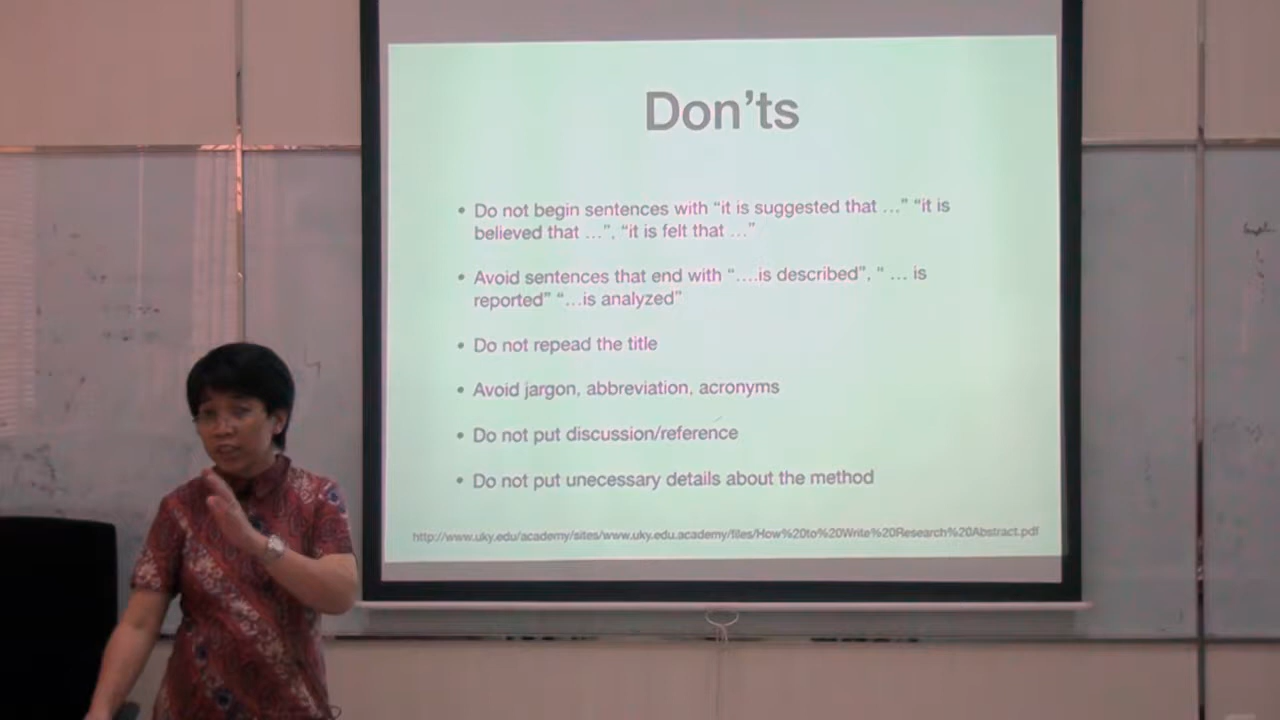 Don’ts
• Do not begin sentences with “it is suggested that …” “it is
believed that …”, “it is felt that …”
• Avoid sentences that end with “….is described”, “ … is
reported” “…is analyzed”
• Do not repead the title
• Avoid jargon, abbreviation, acronyms
• Do not put discussion/reference
• Do not put unecessary details about the method
http://www.uky.edu/academy/sites/www.uky.edu.academy/files/How%20to%20Write%20Research%20Abstract.pdf